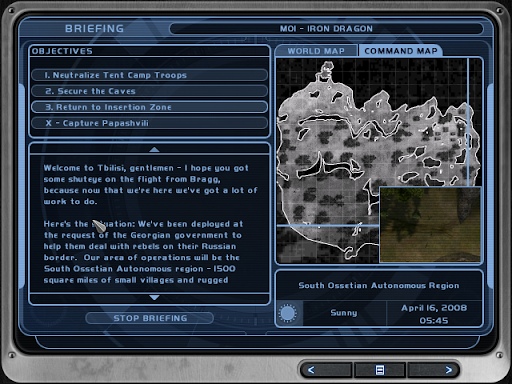 BRIEFING
M01 - IRON DRAGON
OBJECTIVES
1. Neutralize Tent Camp Troops
2. Secure the Caves
3. Return to Insertion Zone
X - Capture Papashvili
Welcome to Tbilisi, gentlemen - I hope you got
some shuteye on the flight from Bragg,
because now that we're here we've got a lot of
work to do.
Here's the situation: We've been deployed at
the request of the Georgian government to
help them deal with rebels on their Russian
border. Our area of operations will be the
South Ossetian Autonomous region - 1500
square miles of small villages and rugged
STOP BRIEFING
WORLD MAP
COMMAND MAP
South Ossetian Autonomous Region
Sunny
April 16, 2008
05:45